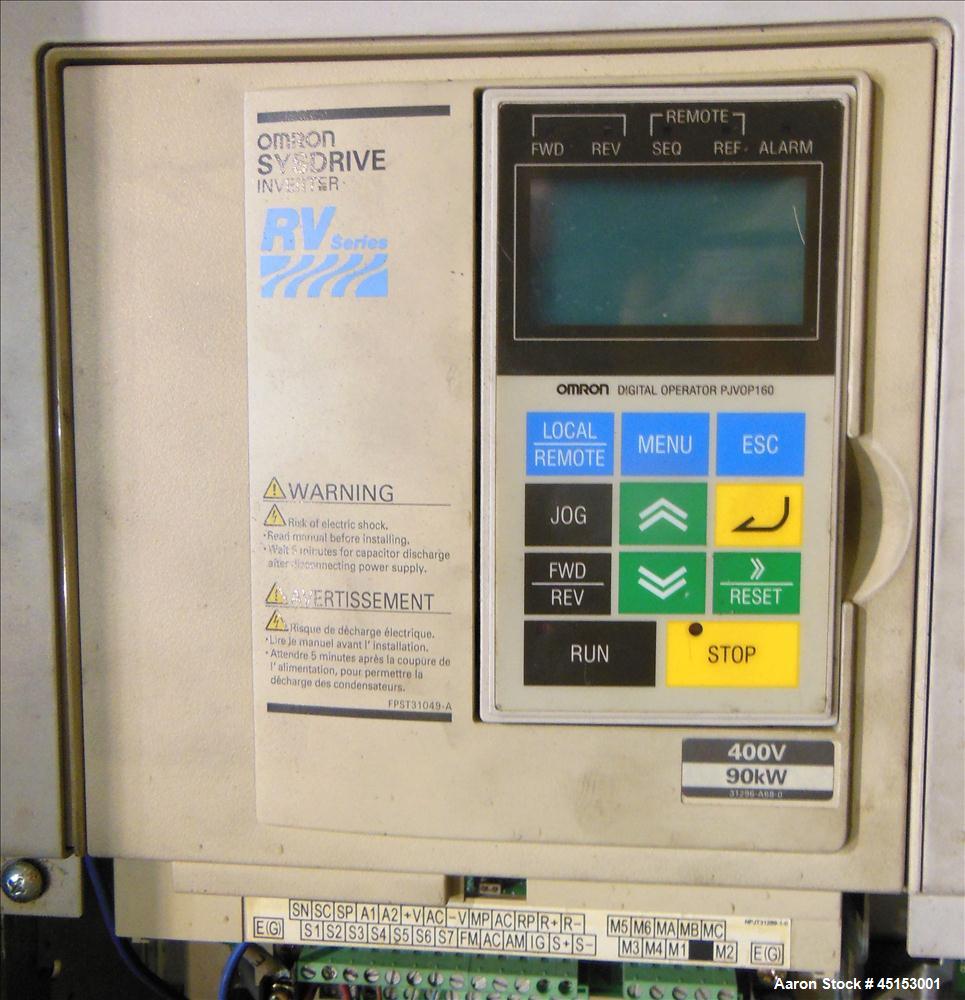 OMRON
SYSDRIVE
INVERTER
RV Series
REMOTE
FWD REV SEQ REF ALARM
OMRON DIGITAL OPERATOR PJVOP160
LOCAL
REMOTE
MENU
ESC
JOG
FWD
REV
RESET
RUN
STOP
WARNING
Risk of electric shock.
·Read manual before installing.
·Wait 5 minutes for capacitor discharge
after disconnecting power supply.
AVERTISSEMENT
Risque de décharge électrique.
·Lire le manuel avant l' installation.
·Attendre 5 minutes après la coupure de
l' alimentation, pour permettre la
décharge des condensateurs.
FPST31049-A
400V
90kW
31296-A68-0
SN SC SP A1 A2 +V AC -V MP AC RP R+ R-
E(G) S1 S2 S3 S4 S5 S6 S7 FM AC AM IG S+ S-
M5 M6 MA MB MC
M3 M4 M1 M2 E(G)
Aaron Stock # 45153001